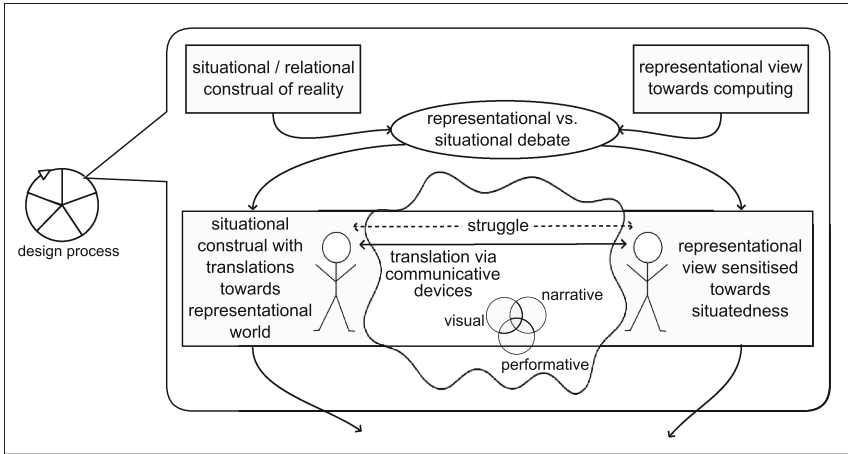 situational / relational
construal of reality
representational view
towards computing
representational vs.
situational debate
design process
situational
construal with
translations
towards
representational
world
struggle
translation via
communicative
devices
visual
narrative
performative
representational
view sensitised
towards
situatedness